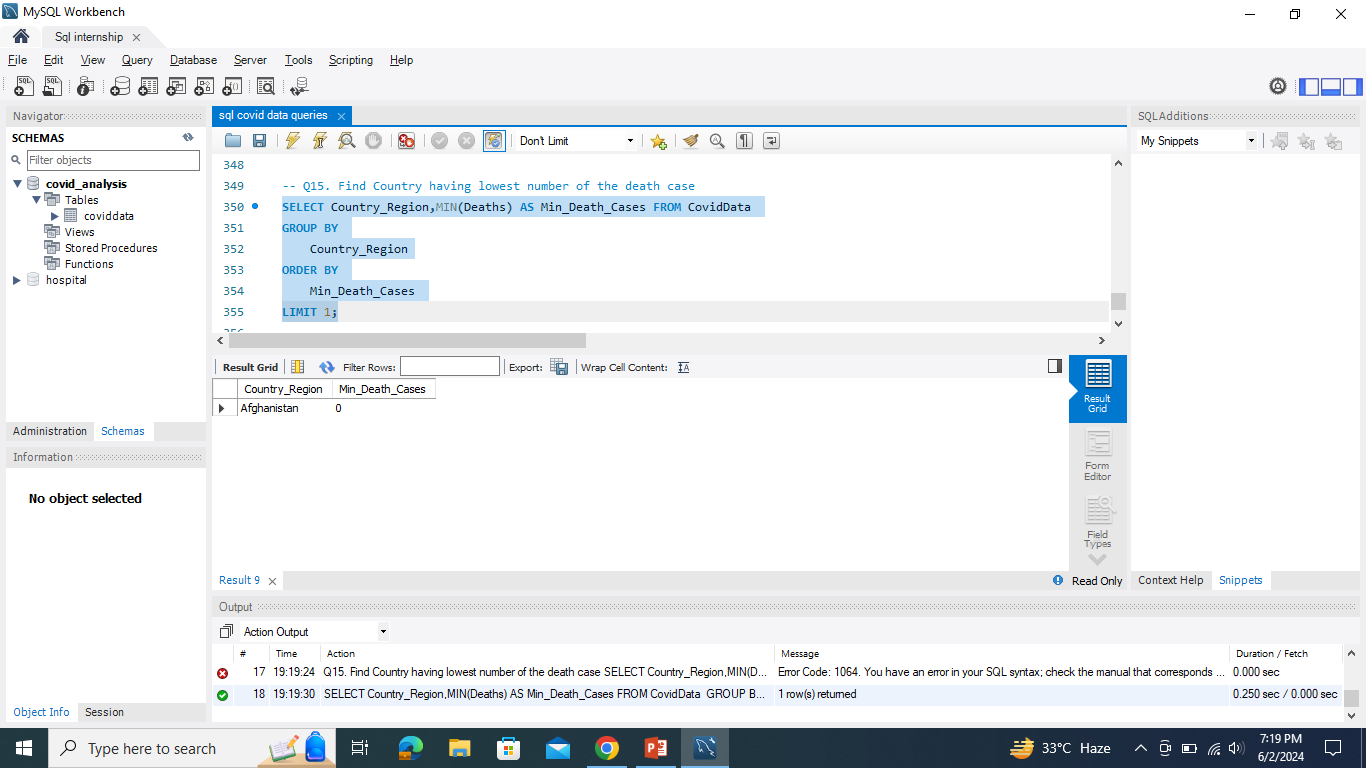 MySQL Workbench
Sql internship
File Edit View Query Database Server Tools Scripting Help
Navigator
SCHEMAS
Filter objects
covid_analysis
Tables
coviddata
Views
Stored Procedures
Functions
hospital
Administration Schemas
Information
No object selected
Object Info Session
sql covid data queries
Don't Limit
348
349 -- Q15. Find Country having lowest number of the death case
350 SELECT Country_Region,MIN(Deaths) AS Min_Death_Cases FROM CovidData
351 GROUP BY
352 Country_Region
353 ORDER BY
354 Min_Death_Cases
355 LIMIT 1;
Result Grid Filter Rows: Export: Wrap Cell Content:
Country_Region Min_Death_Cases
Afghanistan 0
Result
Grid
Form
Editor
Field
Types
Result 9
Read Only
SQLAdditions
My Snippets
Context Help Snippets
Output
Action Output
# Time Action Message Duration / Fetch
17 19:19:24 Q15. Find Country having lowest number of the death case SELECT Country_Region,MIN(D... Error Code: 1064. You have an error in your SQL syntax; check the manual that corresponds ... 0.000 sec
18 19:19:30 SELECT Country_Region,MIN(Deaths) AS Min_Death_Cases FROM CovidData GROUP B... 1 row(s) returned 0.250 sec / 0.000 sec
Type here to search
33°C Haze
7:19 PM
6/2/2024